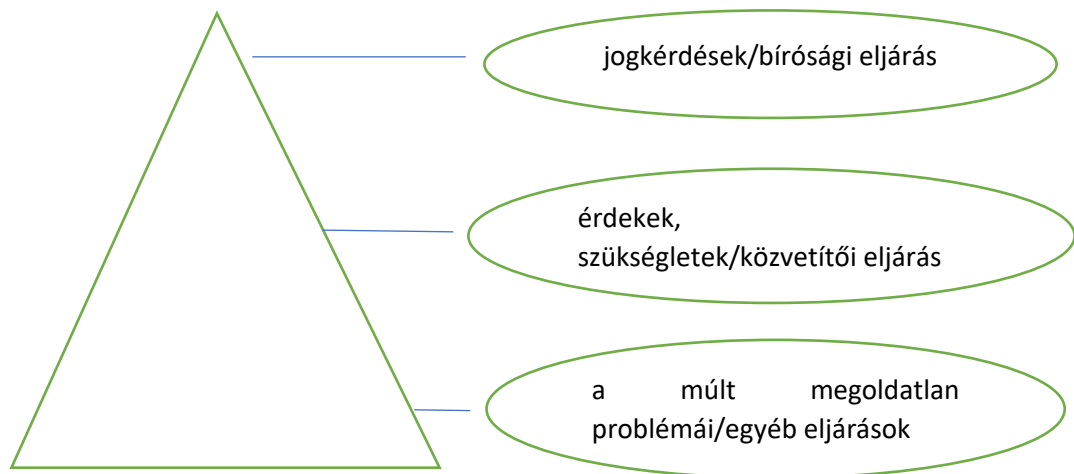 jogkérdések/bírósági eljárás
érdekek,
szükségletek/közvetítői eljárás
a múlt megoldatlan
problémái/egyéb eljárások